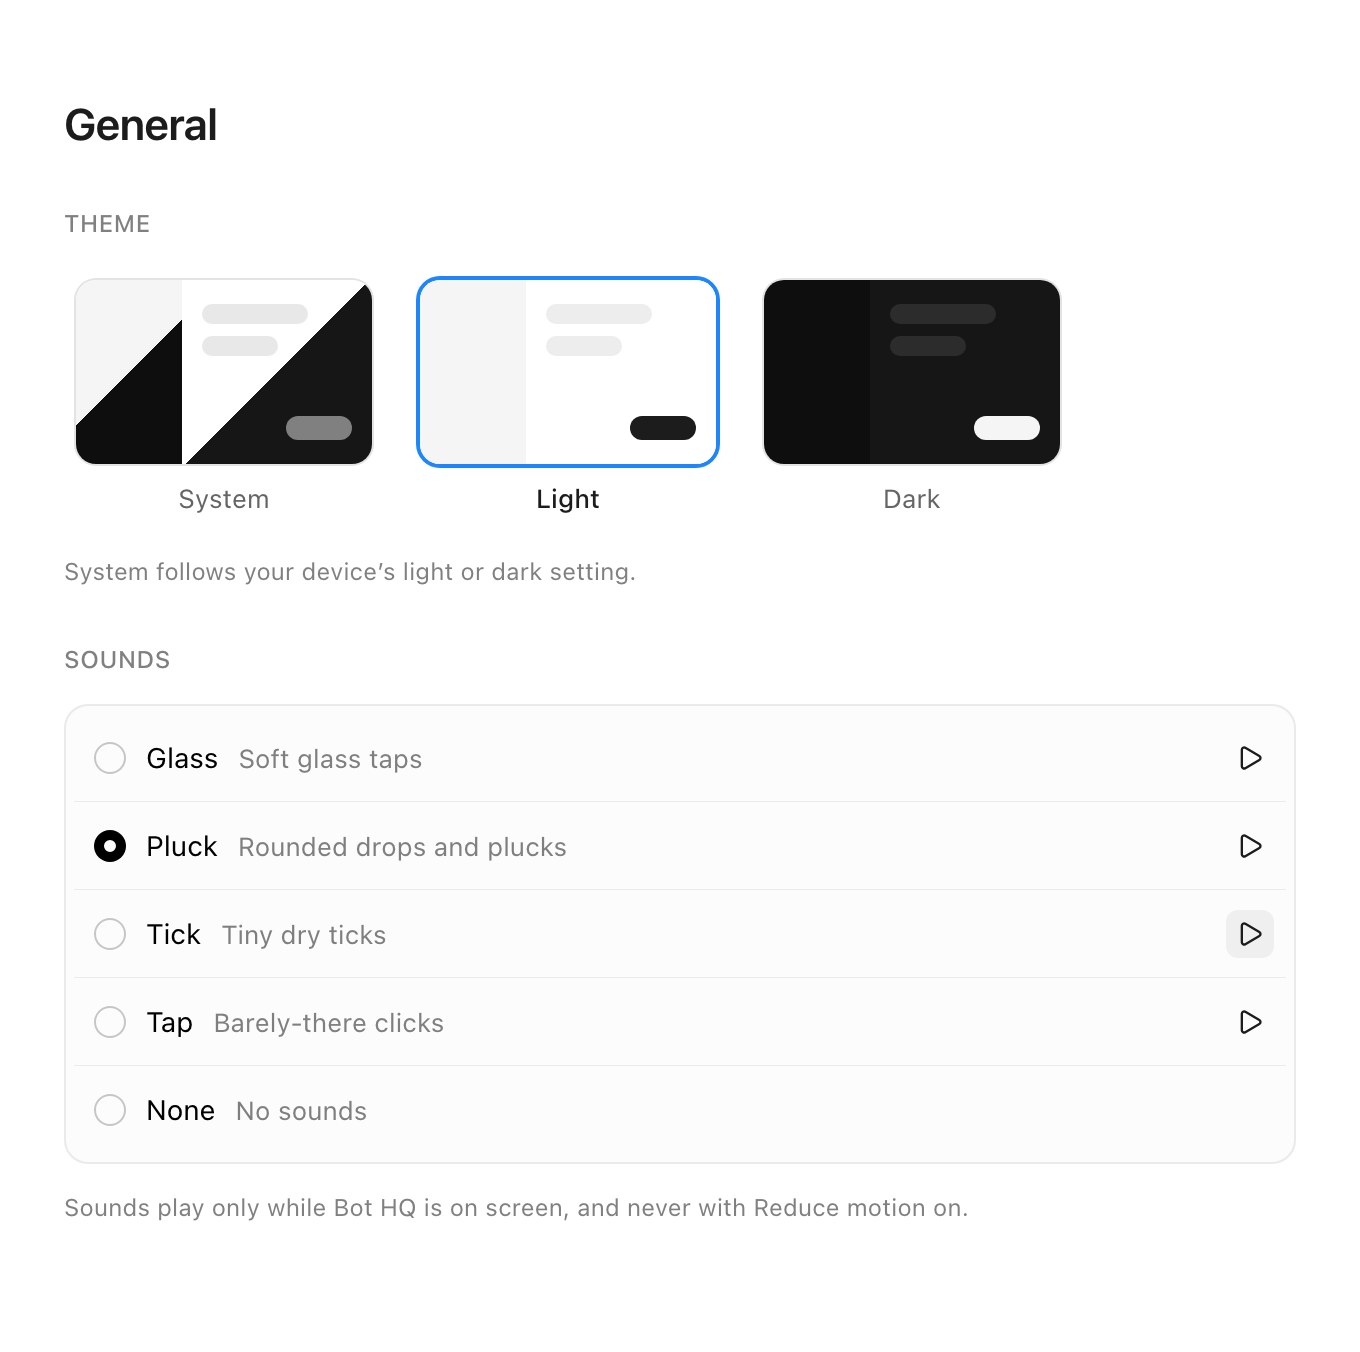 General
THEME
System
Light
Dark
System follows your device’s light or dark setting.
SOUNDS
Glass Soft glass taps
Pluck Rounded drops and plucks
Tick Tiny dry ticks
Tap Barely-there clicks
None No sounds
Sounds play only while Bot HQ is on screen, and never with Reduce motion on.